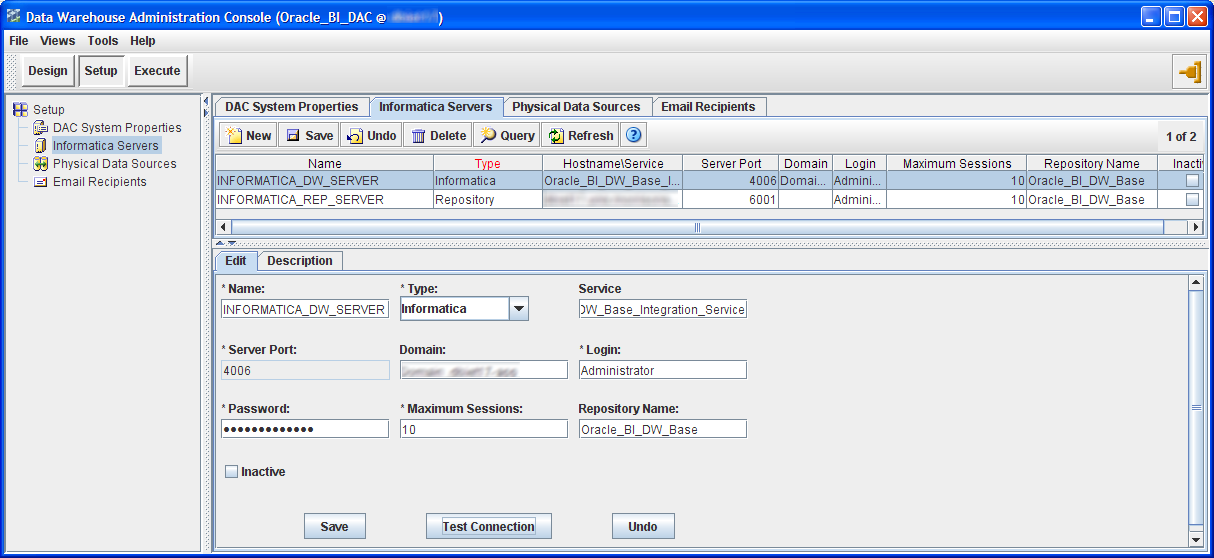 Data Warehouse Administration Console (Oracle_BI_DAC @ )
File Views Tools Help
Design Setup Execute
Setup
DAC System Properties
Informatica Servers
Physical Data Sources
Email Recipients
DAC System Properties Informatica Servers Physical Data Sources Email Recipients
New Save Undo Delete Query Refresh ? 1 of 2
Name Type Hostname\Service Server Port Domain Login Maximum Sessions Repository Name Inacti
INFORMATICA_DW_SERVER Informatica Oracle_BI_DW_Base_I... 4006 Domai... Admini... 10 Oracle_BI_DW_Base
INFORMATICA_REP_SERVER Repository 6001 Admini... 10 Oracle_BI_DW_Base
Edit Description
* Name: * Type: Service
INFORMATICA_DW_SERVER Informatica DW_Base_Integration_Service
* Server Port: Domain: * Login:
4006 Administrator
* Password: * Maximum Sessions: Repository Name:
●●●●●●●●●●●●● 10 Oracle_BI_DW_Base
Inactive
Save Test Connection Undo